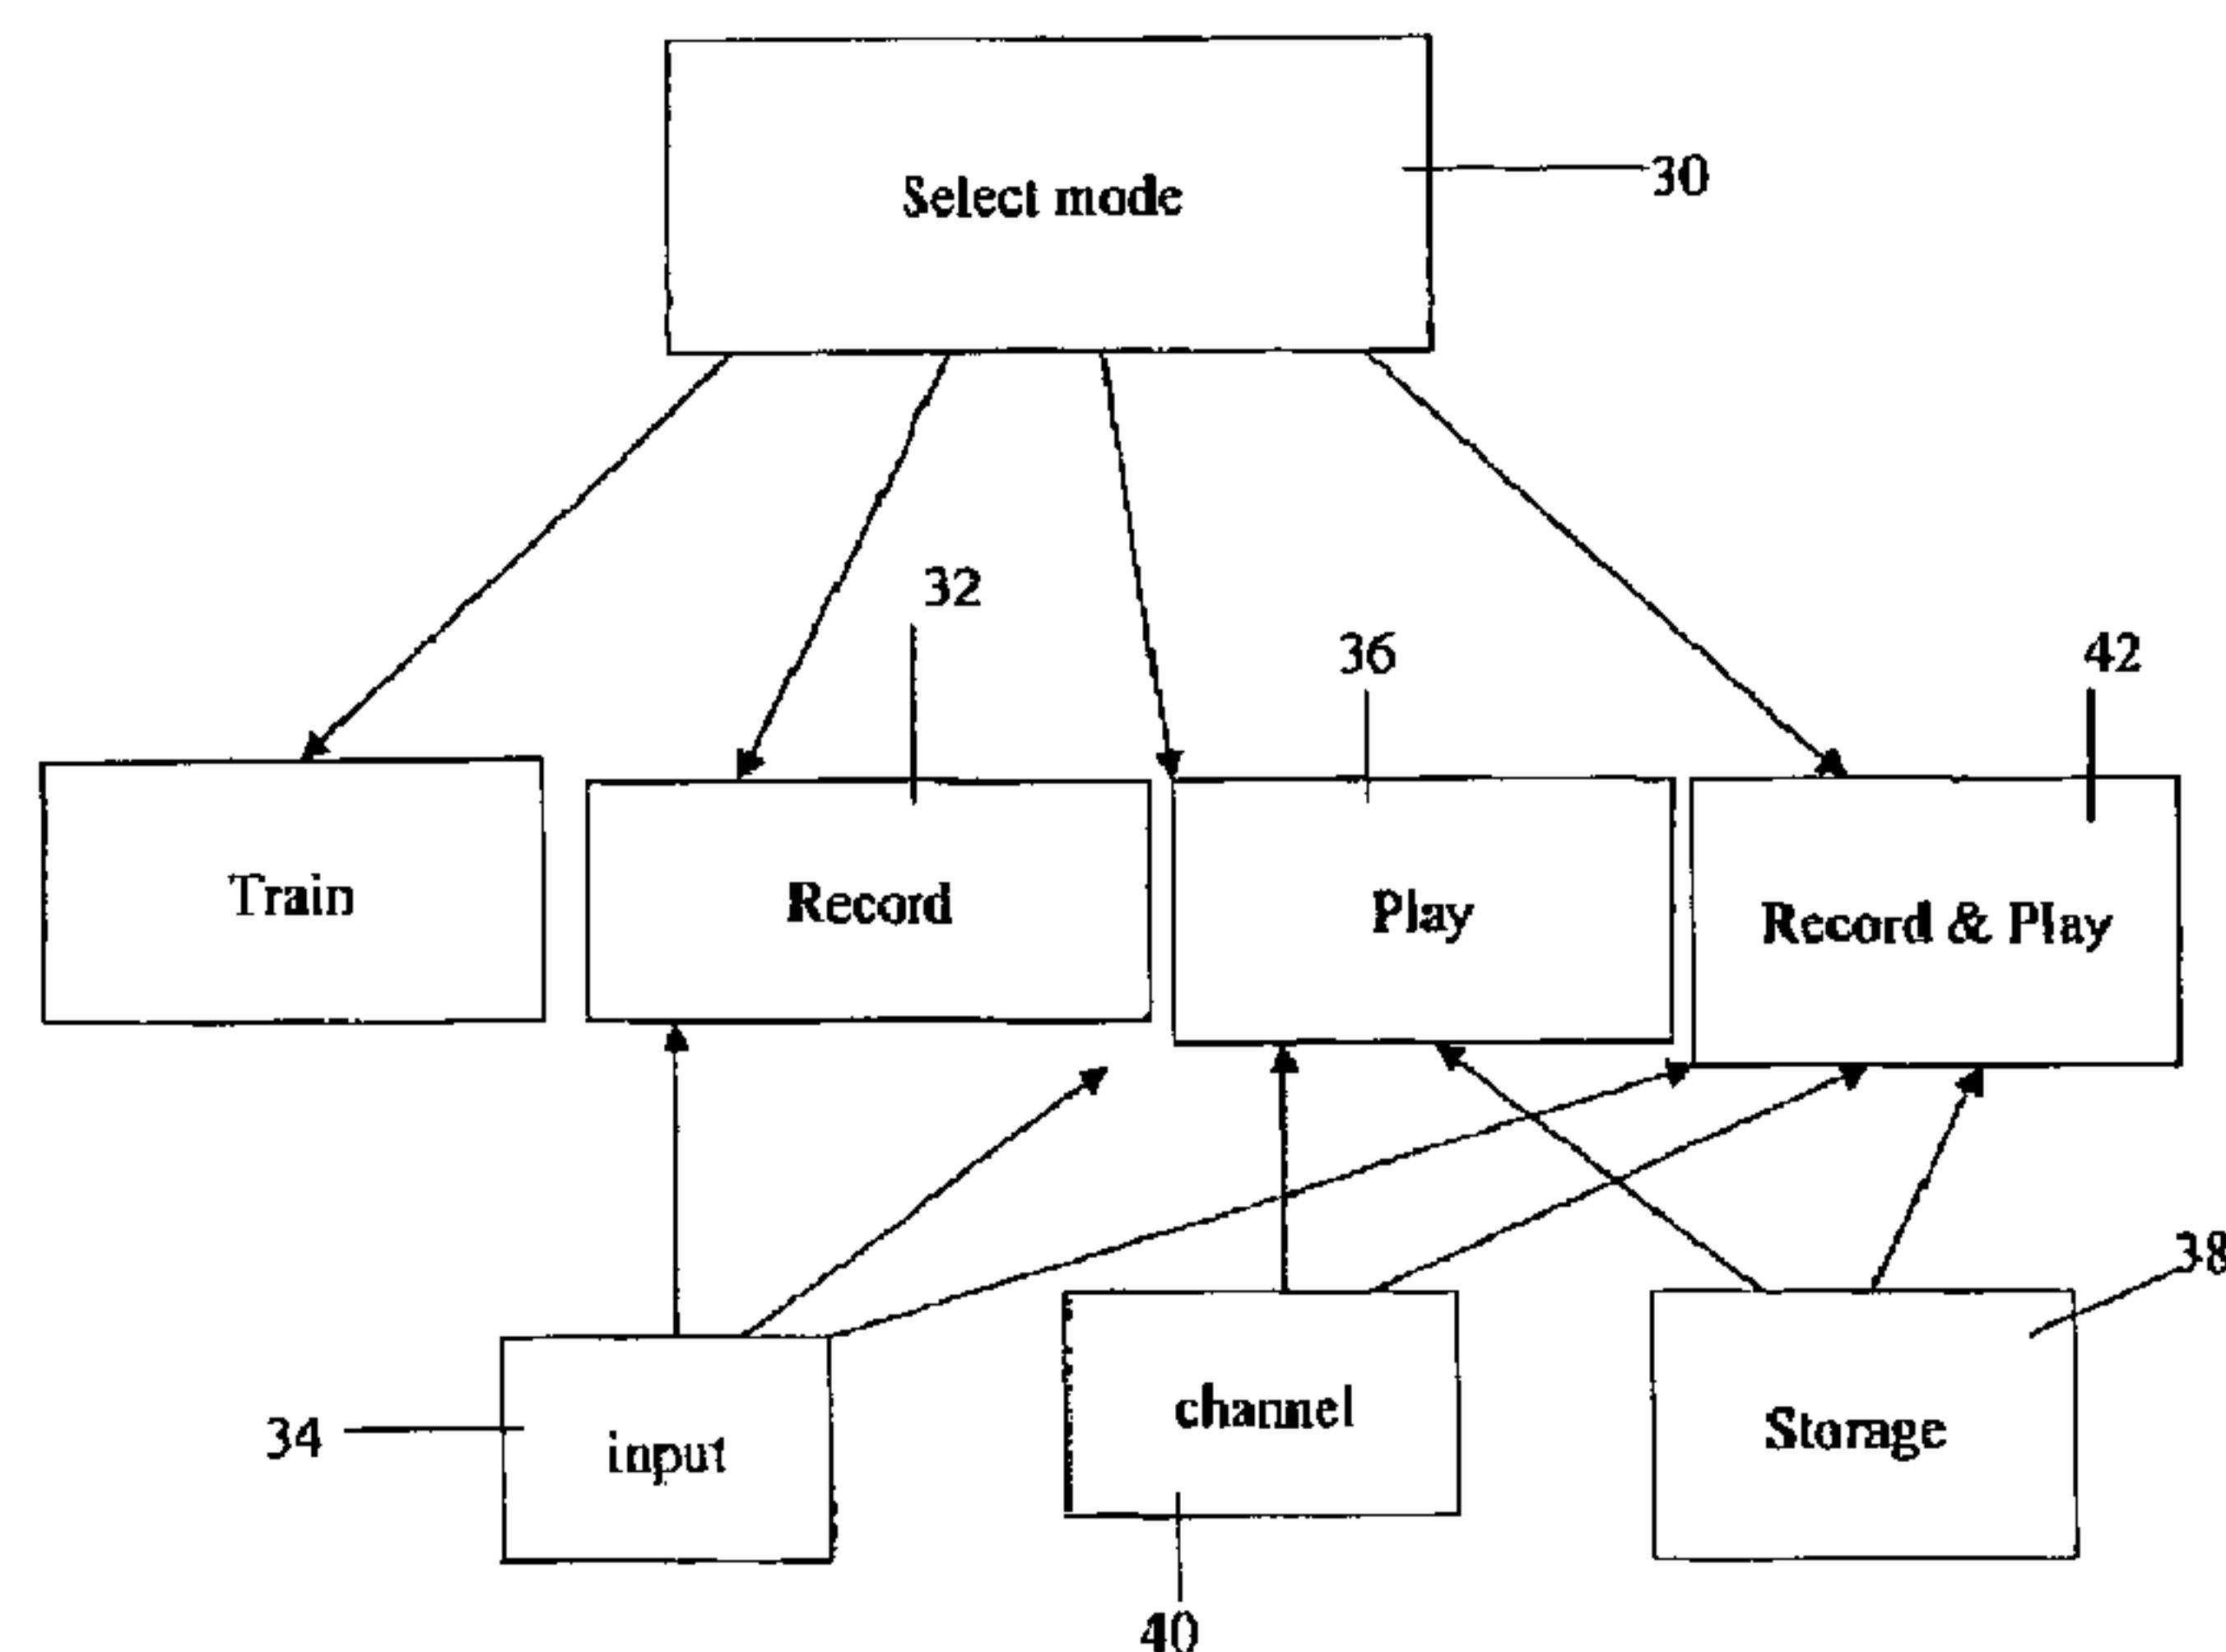 Select mode
30
32
36
42
Train
Record
Play
Record & Play
38
34
input
channel
Storage
40